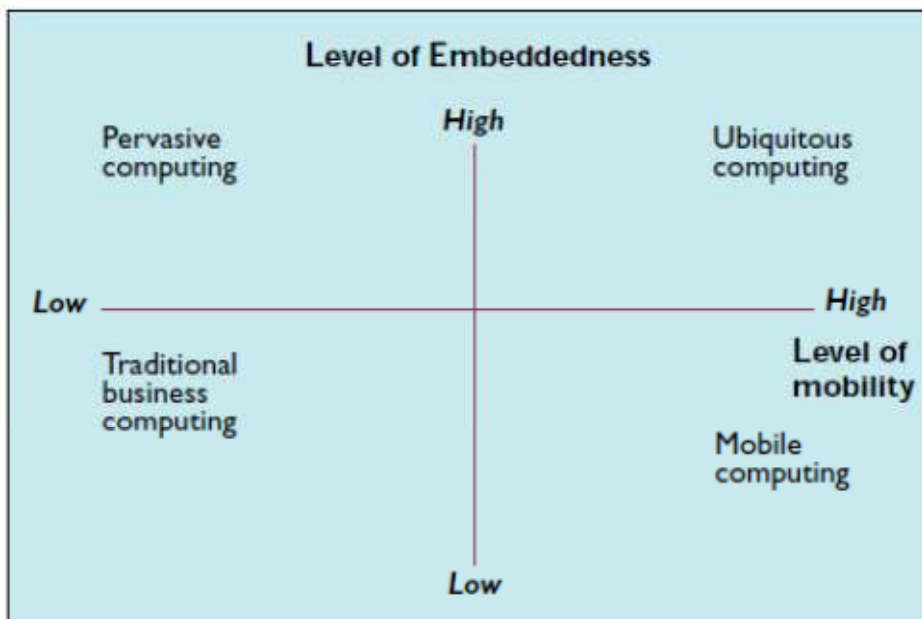 Level of Embeddedness
High
Pervasive
computing
Ubiquitous
computing
Low
High
Level of
mobility
Traditional
business
computing
Mobile
computing
Low